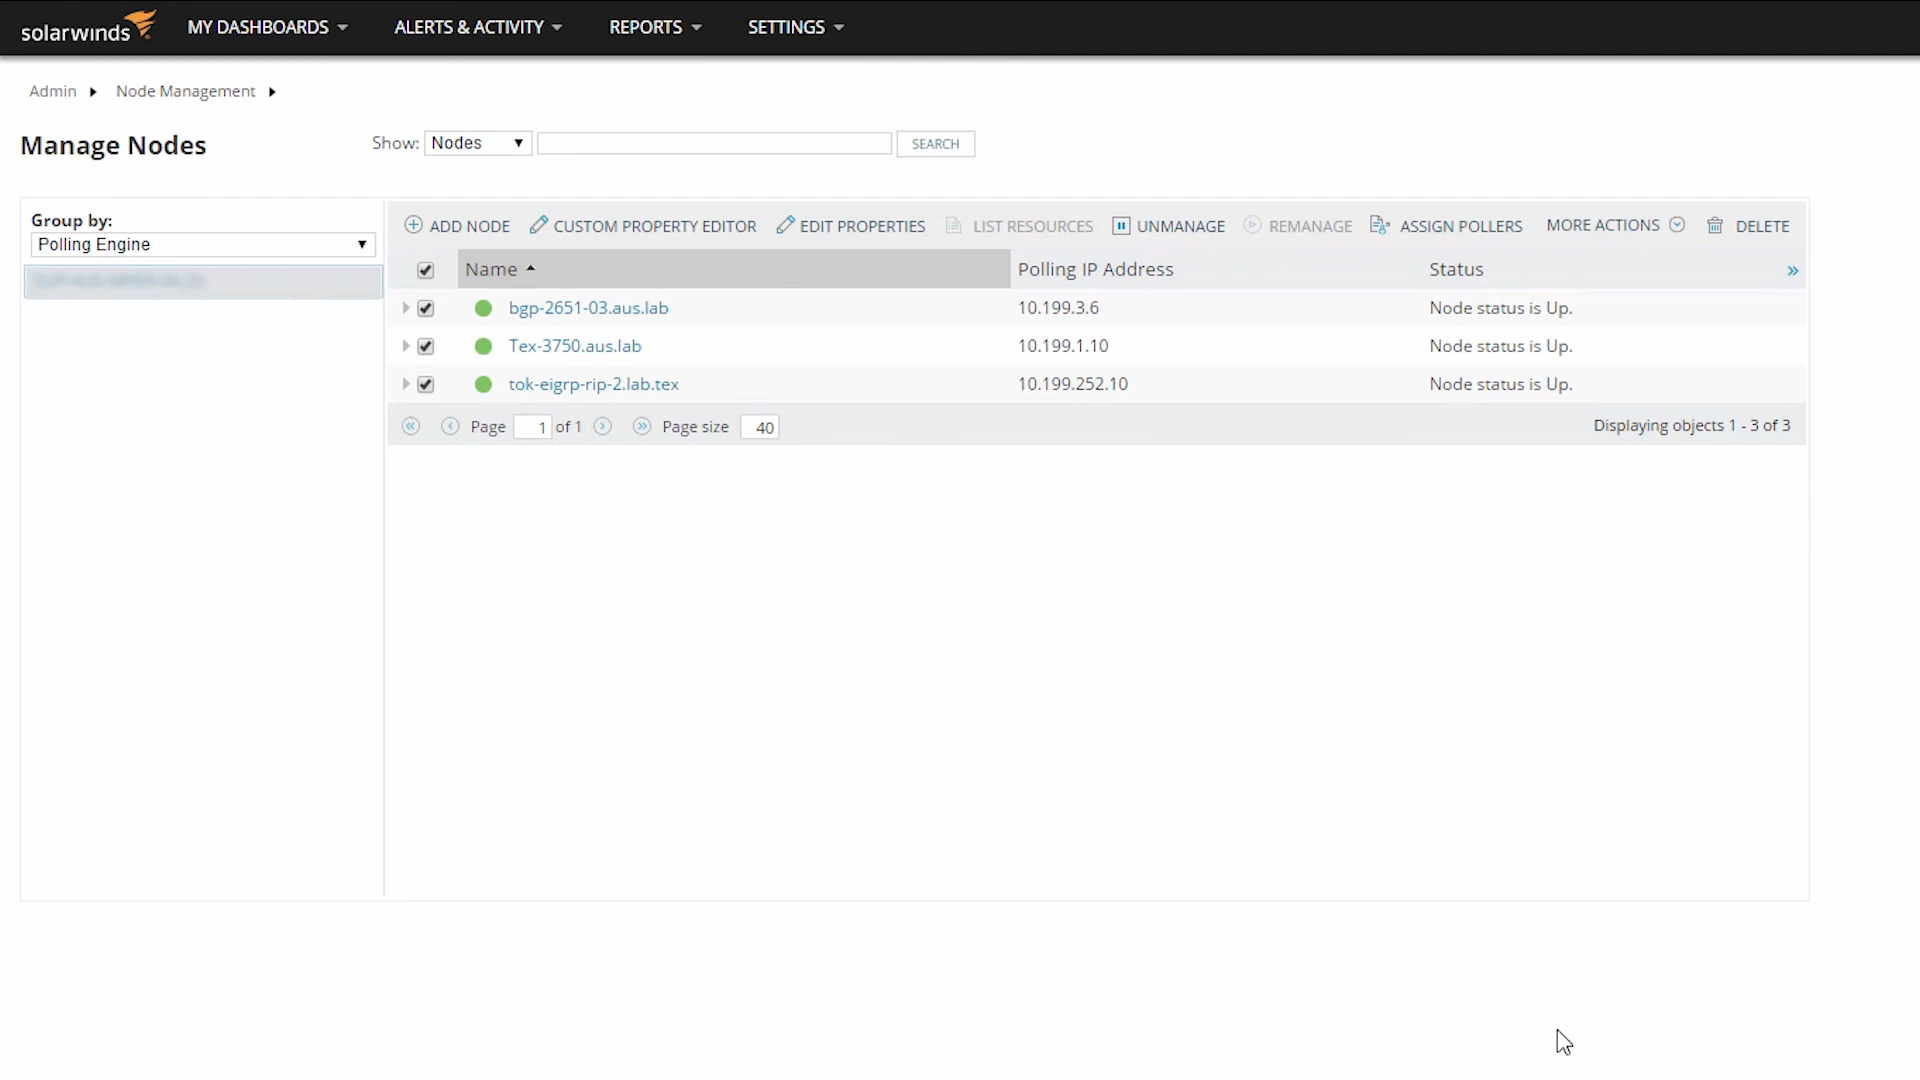 solarwinds MY DASHBOARDS ALERTS & ACTIVITY REPORTS SETTINGS
Admin Node Management
Manage Nodes Show: Nodes SEARCH
Group by:
Polling Engine
ADD NODE CUSTOM PROPERTY EDITOR EDIT PROPERTIES LIST RESOURCES UNMANAGE REMANAGE ASSIGN POLLERS MORE ACTIONS DELETE
Name Polling IP Address Status »
bgp-2651-03.aus.lab 10.199.3.6 Node status is Up.
Tex-3750.aus.lab 10.199.1.10 Node status is Up.
tok-eigrp-rip-2.lab.tex 10.199.252.10 Node status is Up.
Page 1 of 1 Page size 40 Displaying objects 1 - 3 of 3